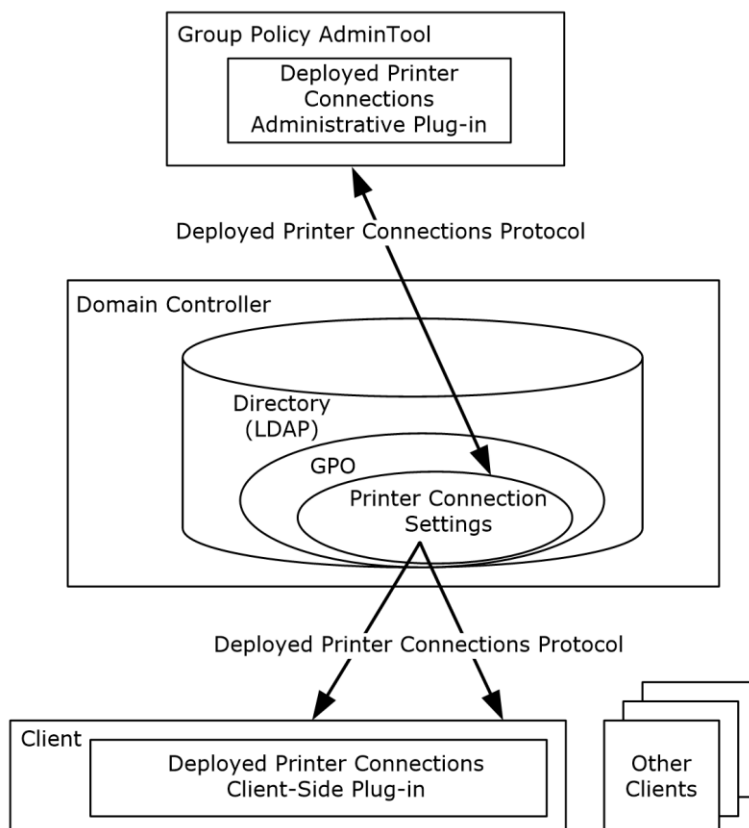 Group Policy AdminTool
Deployed Printer
Connections
Administrative Plug-in
Deployed Printer Connections Protocol
Domain Controller
Directory
(LDAP)
GPO
Printer Connection
Settings
Deployed Printer Connections Protocol
Client
Deployed Printer Connections
Client-Side Plug-in
Other
Clients